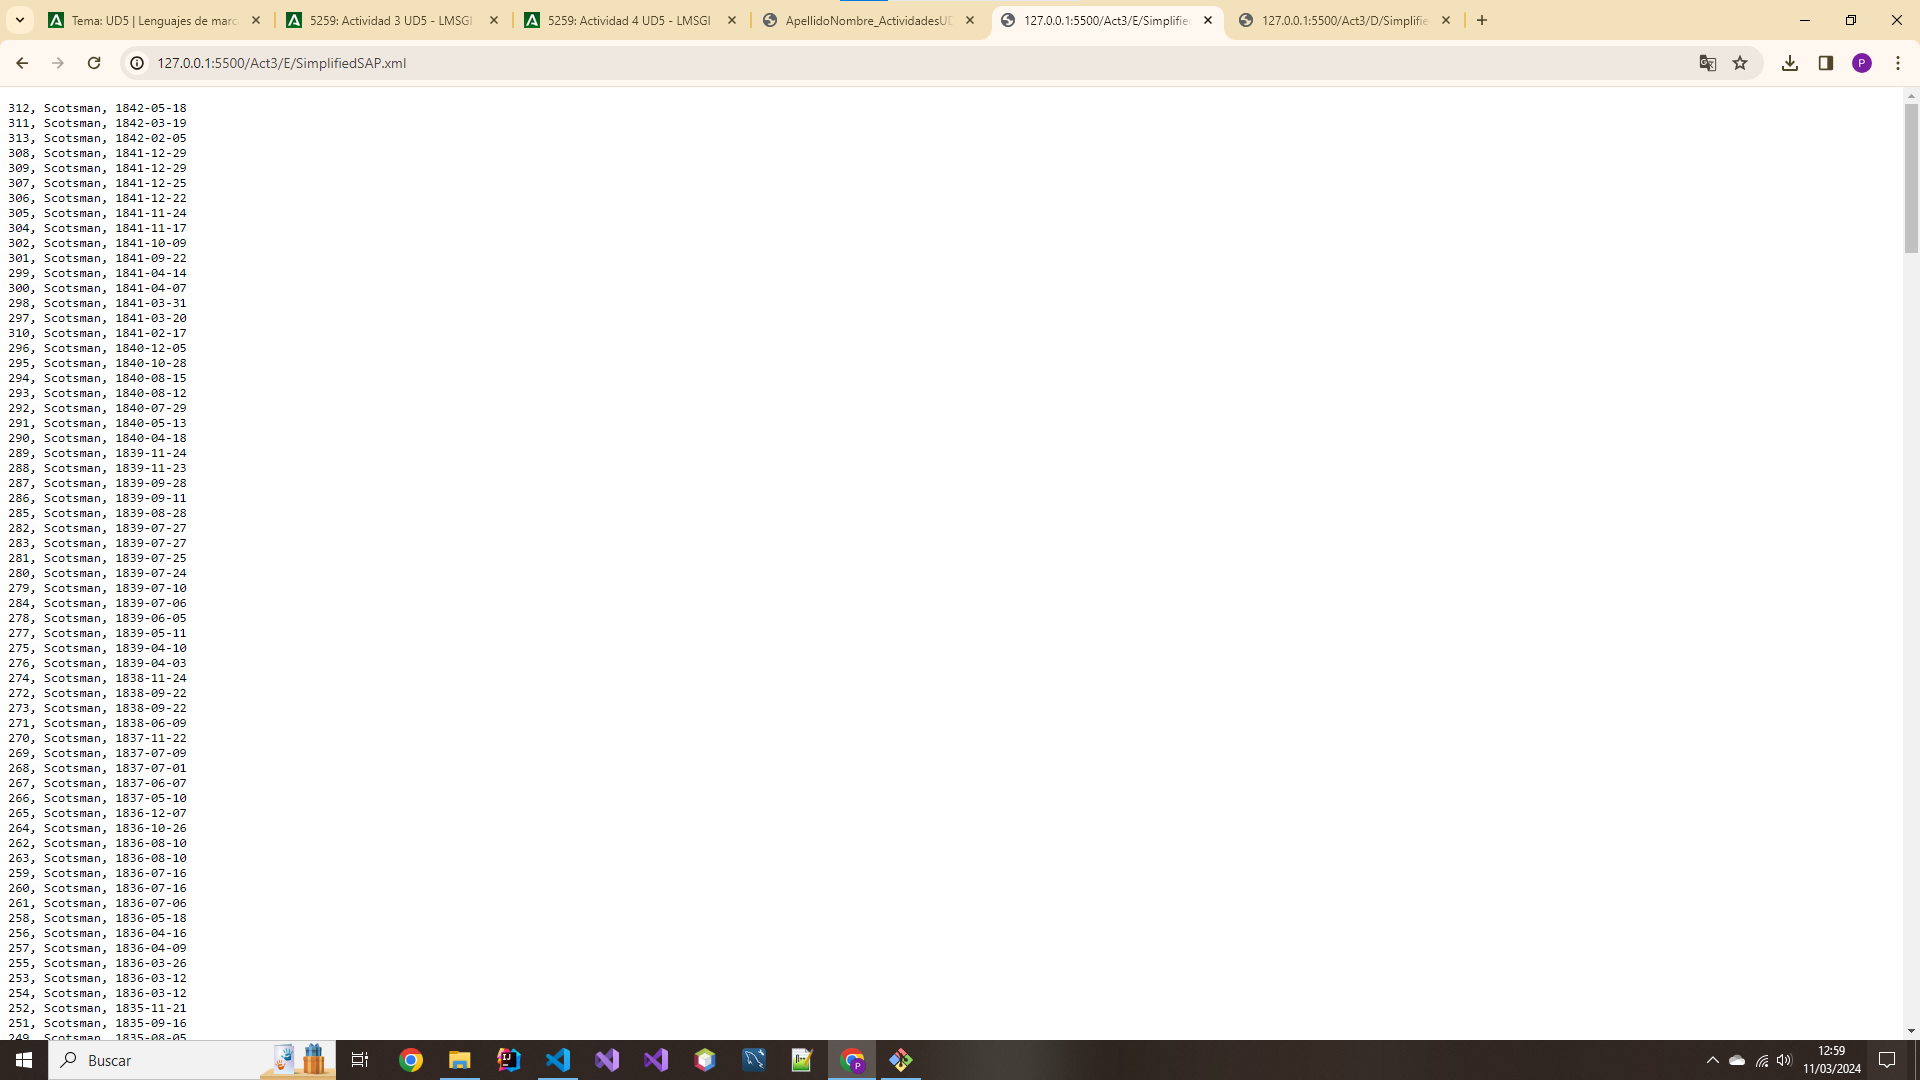 Tema: UD5 | Lenguajes de marc
5259: Actividad 3 UD5 - LMSGI
5259: Actividad 4 UD5 - LMSGI
ApellidoNombre_ActividadesUD
127.0.0.1:5500/Act3/E/Simplifie
127.0.0.1:5500/Act3/D/Simplifie
127.0.0.1:5500/Act3/E/SimplifiedSAP.xml
P
312, Scotsman, 1842-05-18
311, Scotsman, 1842-03-19
313, Scotsman, 1842-02-05
308, Scotsman, 1841-12-29
309, Scotsman, 1841-12-29
307, Scotsman, 1841-12-25
306, Scotsman, 1841-12-22
305, Scotsman, 1841-11-24
304, Scotsman, 1841-11-17
302, Scotsman, 1841-10-09
301, Scotsman, 1841-09-22
299, Scotsman, 1841-04-14
300, Scotsman, 1841-04-07
298, Scotsman, 1841-03-31
297, Scotsman, 1841-03-20
310, Scotsman, 1841-02-17
296, Scotsman, 1840-12-05
295, Scotsman, 1840-10-28
294, Scotsman, 1840-08-15
293, Scotsman, 1840-08-12
292, Scotsman, 1840-07-29
291, Scotsman, 1840-05-13
290, Scotsman, 1840-04-18
289, Scotsman, 1839-11-24
288, Scotsman, 1839-11-23
287, Scotsman, 1839-09-28
286, Scotsman, 1839-09-11
285, Scotsman, 1839-08-28
282, Scotsman, 1839-07-27
283, Scotsman, 1839-07-27
281, Scotsman, 1839-07-25
280, Scotsman, 1839-07-24
279, Scotsman, 1839-07-10
284, Scotsman, 1839-07-06
278, Scotsman, 1839-06-05
277, Scotsman, 1839-05-11
275, Scotsman, 1839-04-10
276, Scotsman, 1839-04-03
274, Scotsman, 1838-11-24
272, Scotsman, 1838-09-22
273, Scotsman, 1838-09-22
271, Scotsman, 1838-06-09
270, Scotsman, 1837-11-22
269, Scotsman, 1837-07-09
268, Scotsman, 1837-07-01
267, Scotsman, 1837-06-07
266, Scotsman, 1837-05-10
265, Scotsman, 1836-12-07
264, Scotsman, 1836-10-26
262, Scotsman, 1836-08-10
263, Scotsman, 1836-08-10
259, Scotsman, 1836-07-16
260, Scotsman, 1836-07-16
261, Scotsman, 1836-07-06
258, Scotsman, 1836-05-18
256, Scotsman, 1836-04-16
257, Scotsman, 1836-04-09
255, Scotsman, 1836-03-26
253, Scotsman, 1836-03-12
254, Scotsman, 1836-03-12
252, Scotsman, 1835-11-21
251, Scotsman, 1835-09-16
249, Scotsman, 1835-08-05
Buscar
12:59
11/03/2024